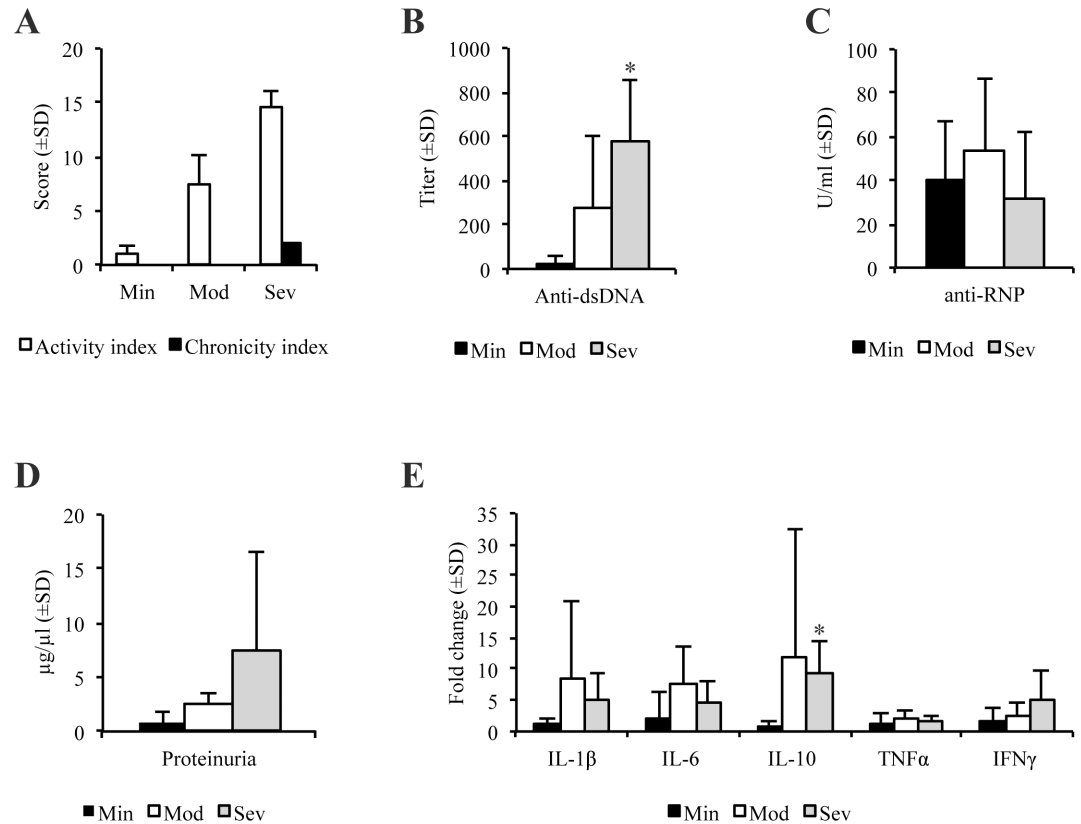 A
Score (±SD)
20
15
10
5
0
Min Mod Sev
Activity index Chronicity index
B
Titer (±SD)
1000
800
600
400
200
0
*
Anti-dsDNA
Min Mod Sev
C
U/ml (±SD)
100
80
60
40
20
0
anti-RNP
Min Mod Sev
D
µg/µl (±SD)
20
15
10
5
0
Proteinuria
Min Mod Sev
E
Fold change (±SD)
35
30
25
20
15
10
5
0
*
IL-1β IL-6 IL-10 TNFα IFNγ
Min Mod Sev